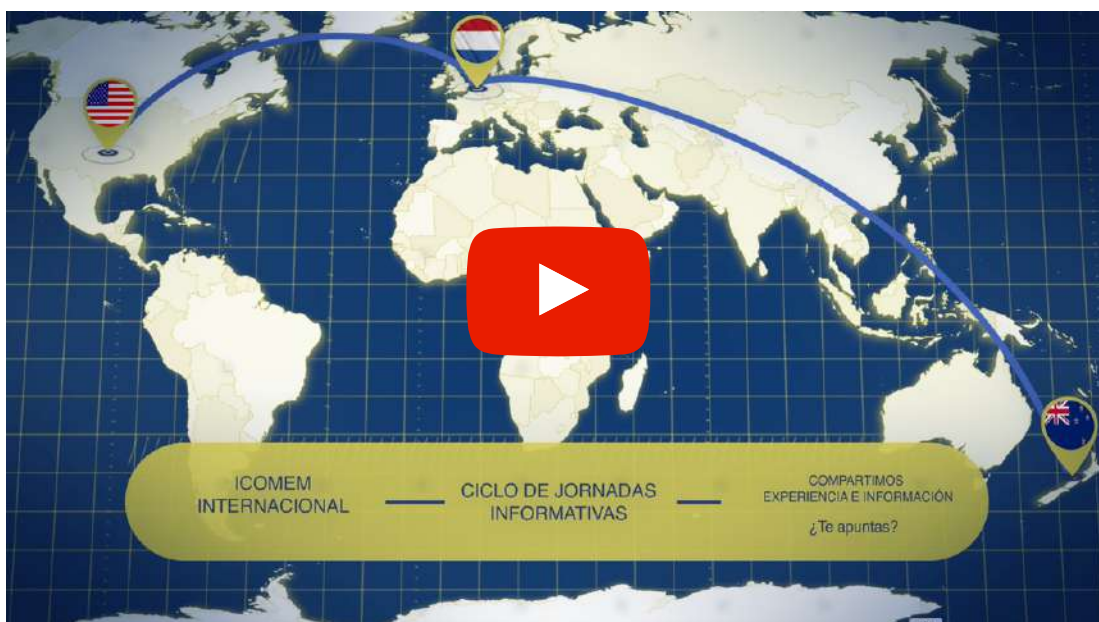 ICOMEM
INTERNACIONAL
CICLO DE JORNADAS
INFORMATIVAS
COMPARTIMOS
EXPERIENCIA E INFORMACIÓN
¿Te apuntas?